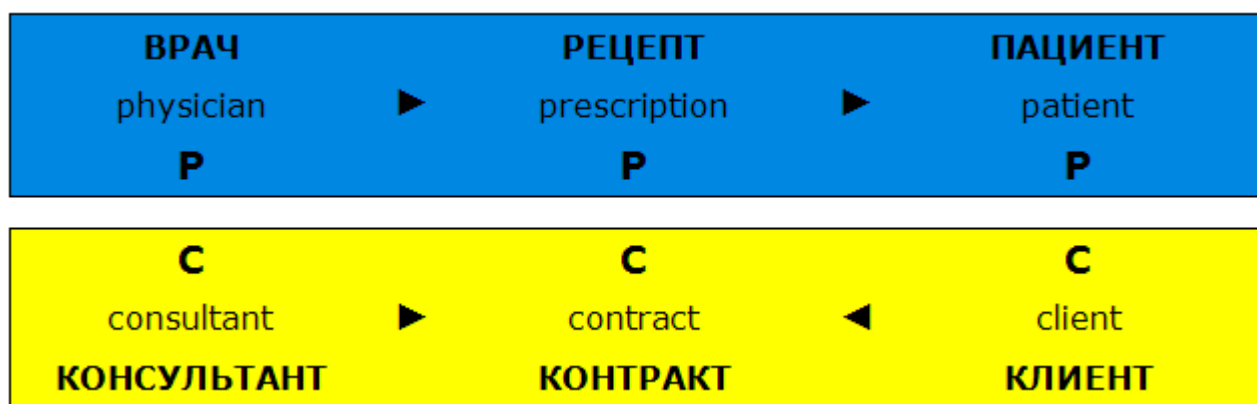 ВРАЧ РЕЦЕПТ ПАЦИЕНТ
physician ► prescription ► patient
P P P
C C C
consultant ► contract ◄ client
КОНСУЛЬТАНТ КОНТРАКТ КЛИЕНТ